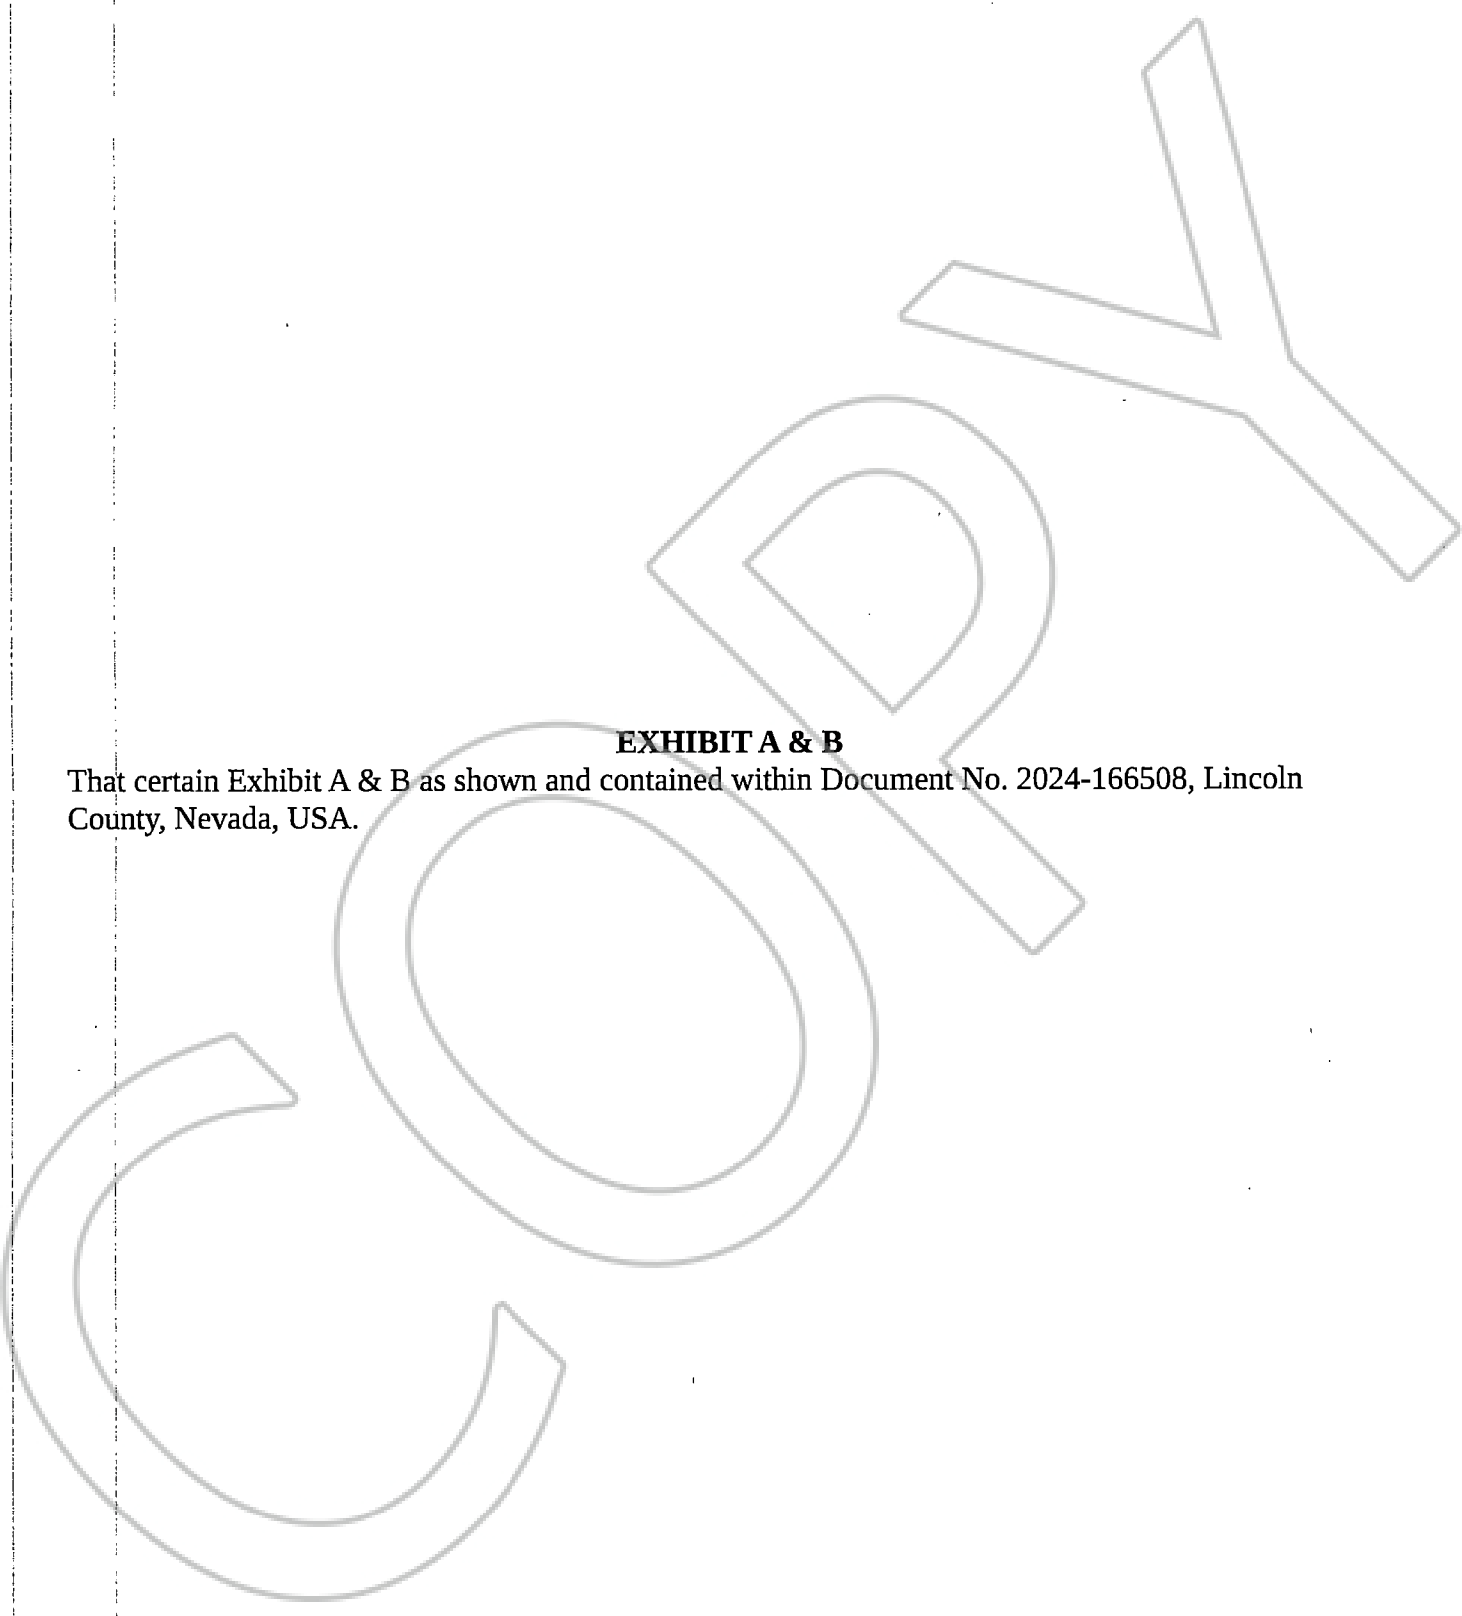 EXHIBIT A & B
That certain Exhibit A & B as shown and contained within Document No. 2024-166508, Lincoln
County, Nevada, USA.
COPY